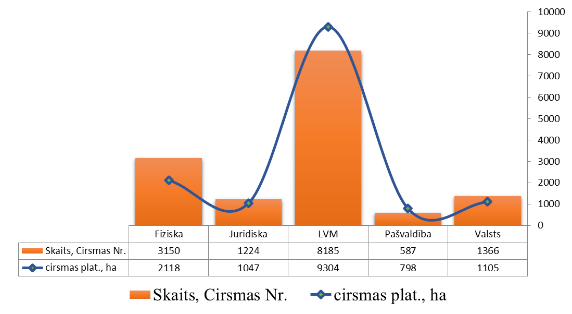 10000
9000
8000
7000
6000
5000
4000
3000
2000
1000
0
Fiziska Juridiska LVM Pašvaldība Valsts
Skaits, Cirsmas Nr. 3150 1224 8185 587 1366
cirsmas plat., ha 2118 1047 9304 798 1105
Skaits, Cirsmas Nr. cirsmas plat., ha